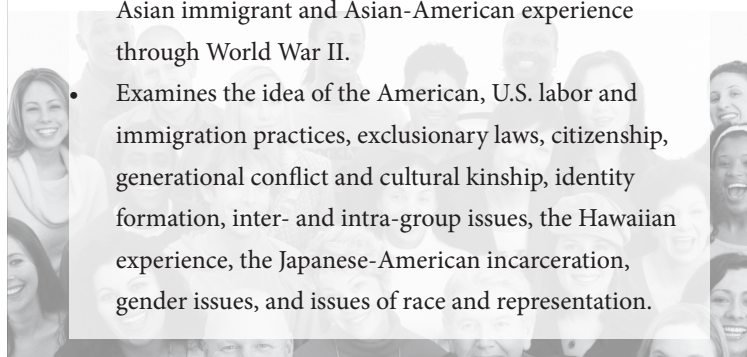 Asian immigrant and Asian-American experience
through World War II.
• Examines the idea of the American, U.S. labor and
immigration practices, exclusionary laws, citizenship,
generational conflict and cultural kinship, identity
formation, inter- and intra-group issues, the Hawaiian
experience, the Japanese-American incarceration,
gender issues, and issues of race and representation.